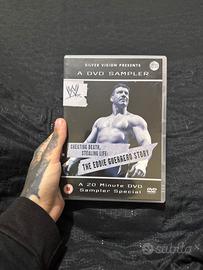 SILVER VISION PRESENTS
A DVD SAMPLER
CHEATING DEATH,
STEALING LIFE:
THE EDDIE GUERRERO STORY
A 20 Minute DVD
Sampler Special
DVD
subito